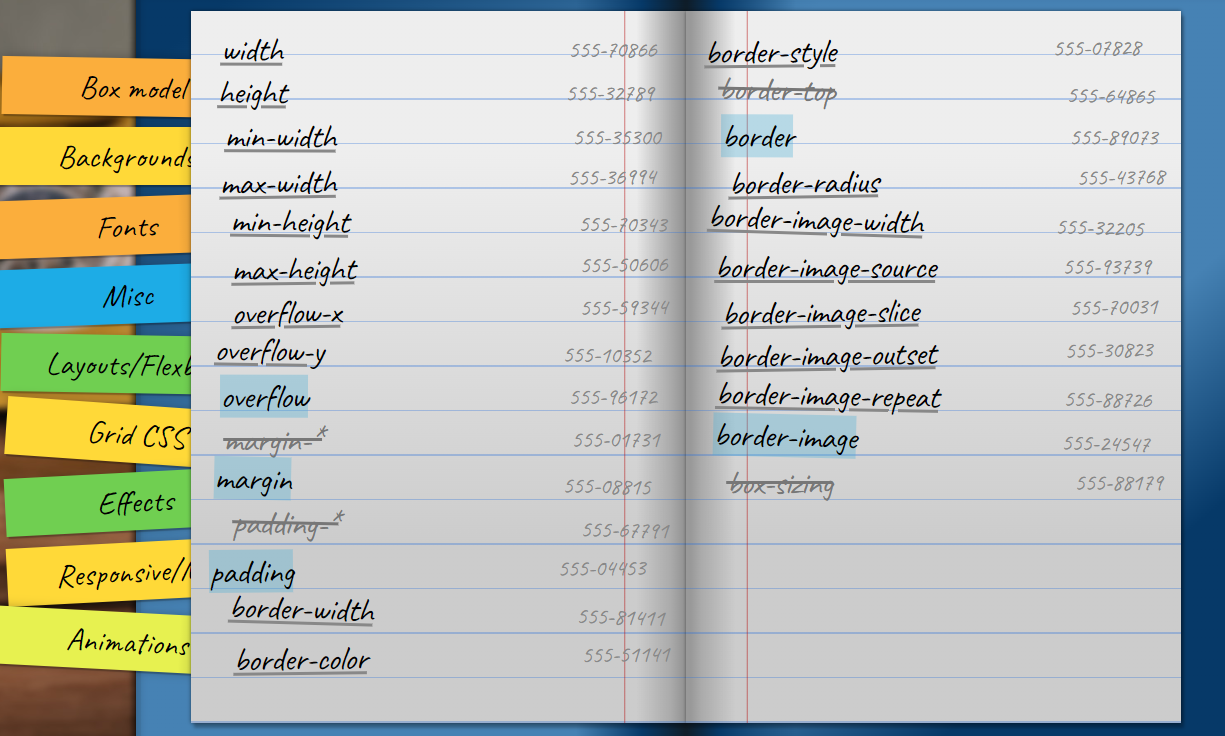 Box model
Backgrounds
Fonts
Misc
Layouts/Flexb
Grid CSS
Effects
Responsive/
Animations
width 555-70866
height 555-32789
min-width 555-35300
max-width 555-36994
min-height 555-70343
max-height 555-50606
overflow-x 555-59344
overflow-y 555-10352
overflow 555-96172
margin-* 555-01731
margin 555-08815
padding-* 555-67791
padding 555-04453
border-width 555-81411
border-color 555-51141
border-style 555-07828
border-top 555-64865
border 555-89073
border-radius 555-43768
border-image-width 555-32205
border-image-source 555-93739
border-image-slice 555-70031
border-image-outset 555-30823
border-image-repeat 555-88726
border-image 555-24547
box-sizing 555-88179